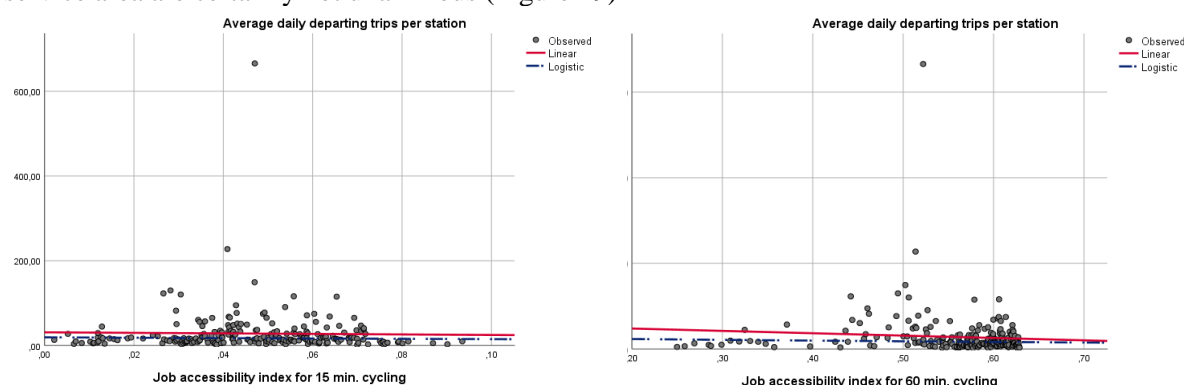 Average daily departing trips per station
Observed
Linear
Logistic
600,00
400,00
200,00
,00
,00
,02
,04
,06
,08
,10
Job accessibility index for 15 min. cycling
Average daily departing trips per station
Observed
Linear
Logistic
,20
,30
,40
,50
,60
,70
Job accessibility index for 60 min. cycling